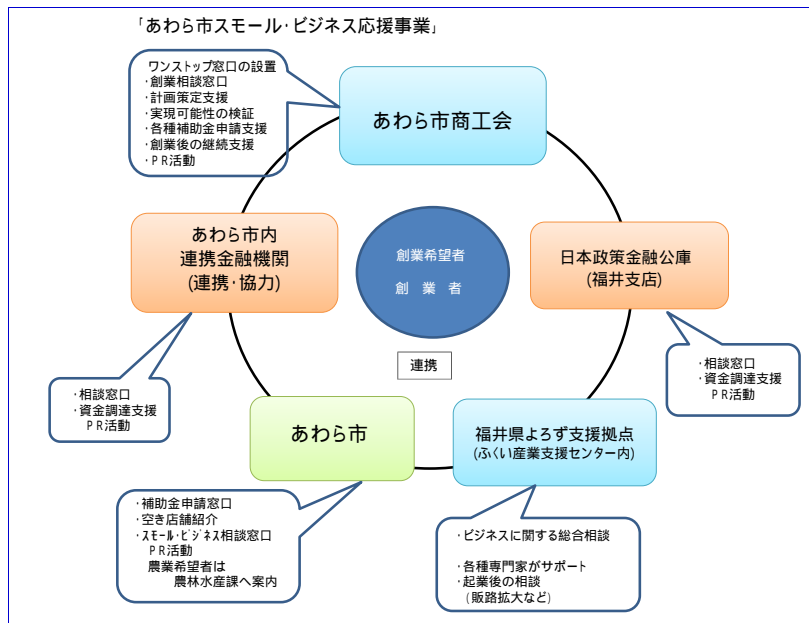 「あわら市スモール･ビジネス応援事業」
ワンストップ窓口の設置
･創業相談窓口
･計画策定支援
･実現可能性の検証
･各種補助金申請支援
･創業後の継続支援
･PR活動
あわら市商工会
あわら市内
連携金融機関
(連携･協力)
創業希望者
創 業 者
日本政策金融公庫
(福井支店)
連携
･相談窓口
･資金調達支援
PR活動
･相談窓口
･資金調達支援
PR活動
あわら市
福井県よろず支援拠点
(ふくい産業支援センター内)
･補助金申請窓口
･空き店舗紹介
･スモール･ビジネス相談窓口
PR活動
農業希望者は
農林水産課へ案内
･ビジネスに関する総合相談
･各種専門家がサポート
･起業後の相談
(販路拡大など)